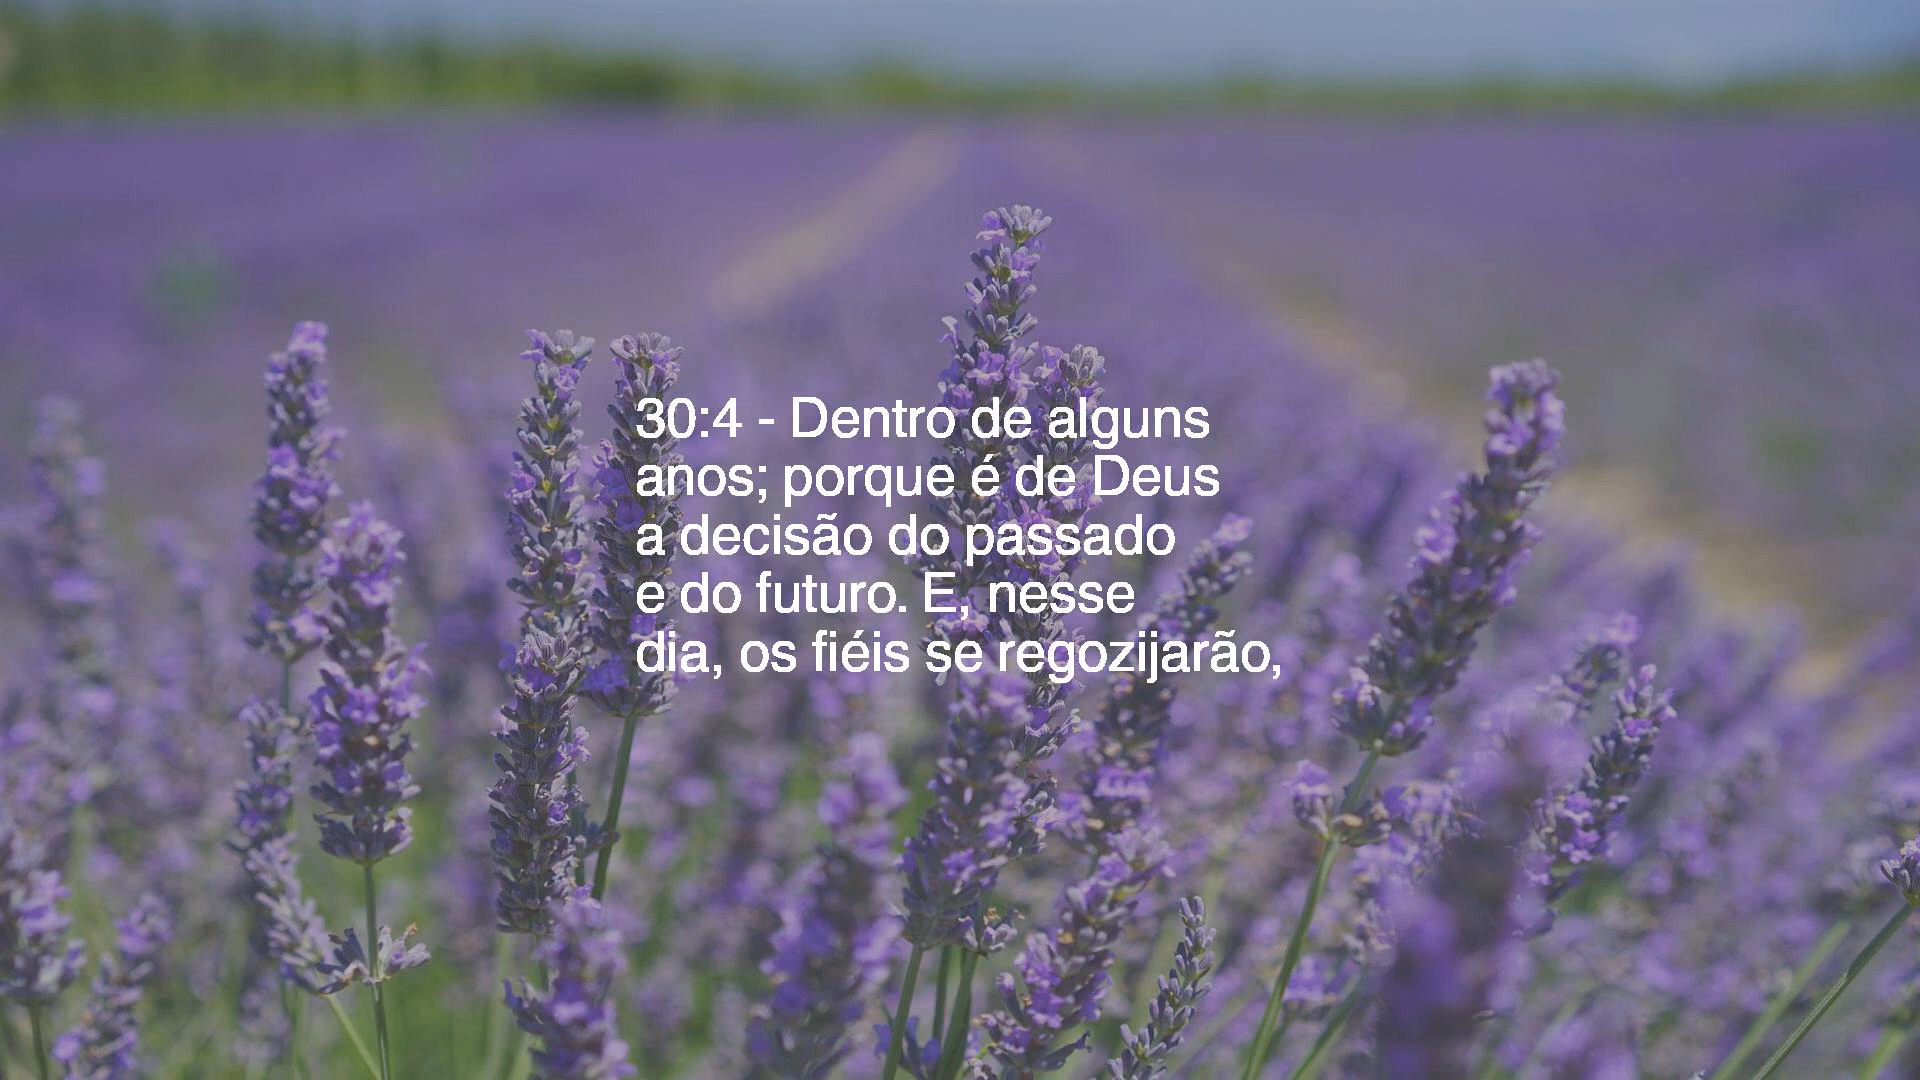 30:4 - Dentro de alguns
anos; porque é de Deus
a decisão do passado
e do futuro. E, nesse
dia, os fiéis se regozijarão,